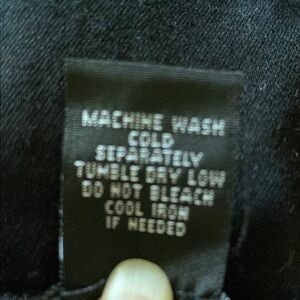 MACHINE WASH
COLD
SEPARATELY
TUMBLE DRY LOW
DO NOT BLEACH
COOL IRON
IF NEEDED